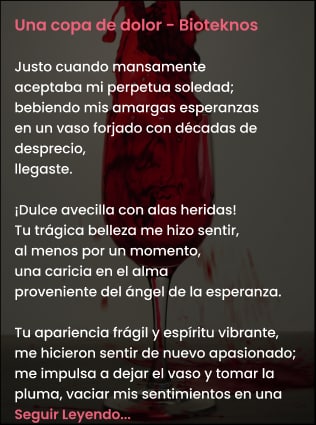 Una copa de dolor - Bioteknos
Justo cuando mansamente
aceptaba mi perpetua soledad;
bebiendo mis amargas esperanzas
en un vaso forjado con décadas de
desprecio,
llegaste.
¡Dulce avecilla con alas heridas!
Tu trágica belleza me hizo sentir,
al menos por un momento,
una caricia en el alma
proveniente del ángel de la esperanza.
Tu apariencia frágil y espíritu vibrante,
me hicieron sentir de nuevo apasionado;
me impulsa a dejar el vaso y tomar la
pluma, vaciar mis sentimientos en una
Seguir Leyendo...